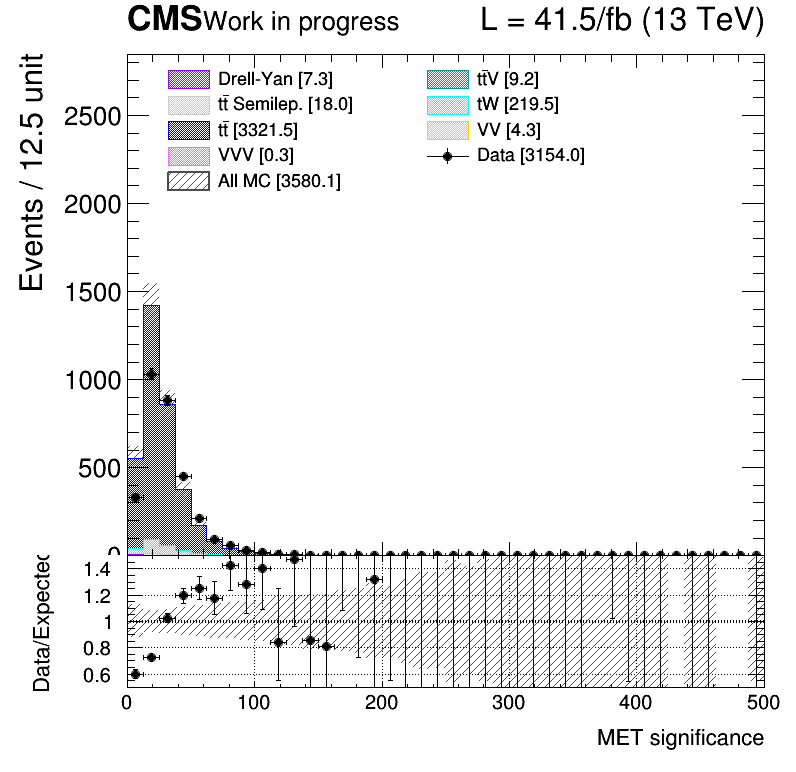 CMS Work in progress L = 41.5/fb (13 TeV)
Events / 12.5 unit
Drell-Yan [7.3]
tt̄ Semilep. [18.0]
tt̄ [3321.5]
VVV [0.3]
All MC [3580.1]
tt̄V [9.2]
tW [219.5]
VV [4.3]
Data [3154.0]
2500
2000
1500
1000
500
0
Data/Expected
1.4
1.2
1
0.8
0.6
0 100 200 300 400 500
MET significance